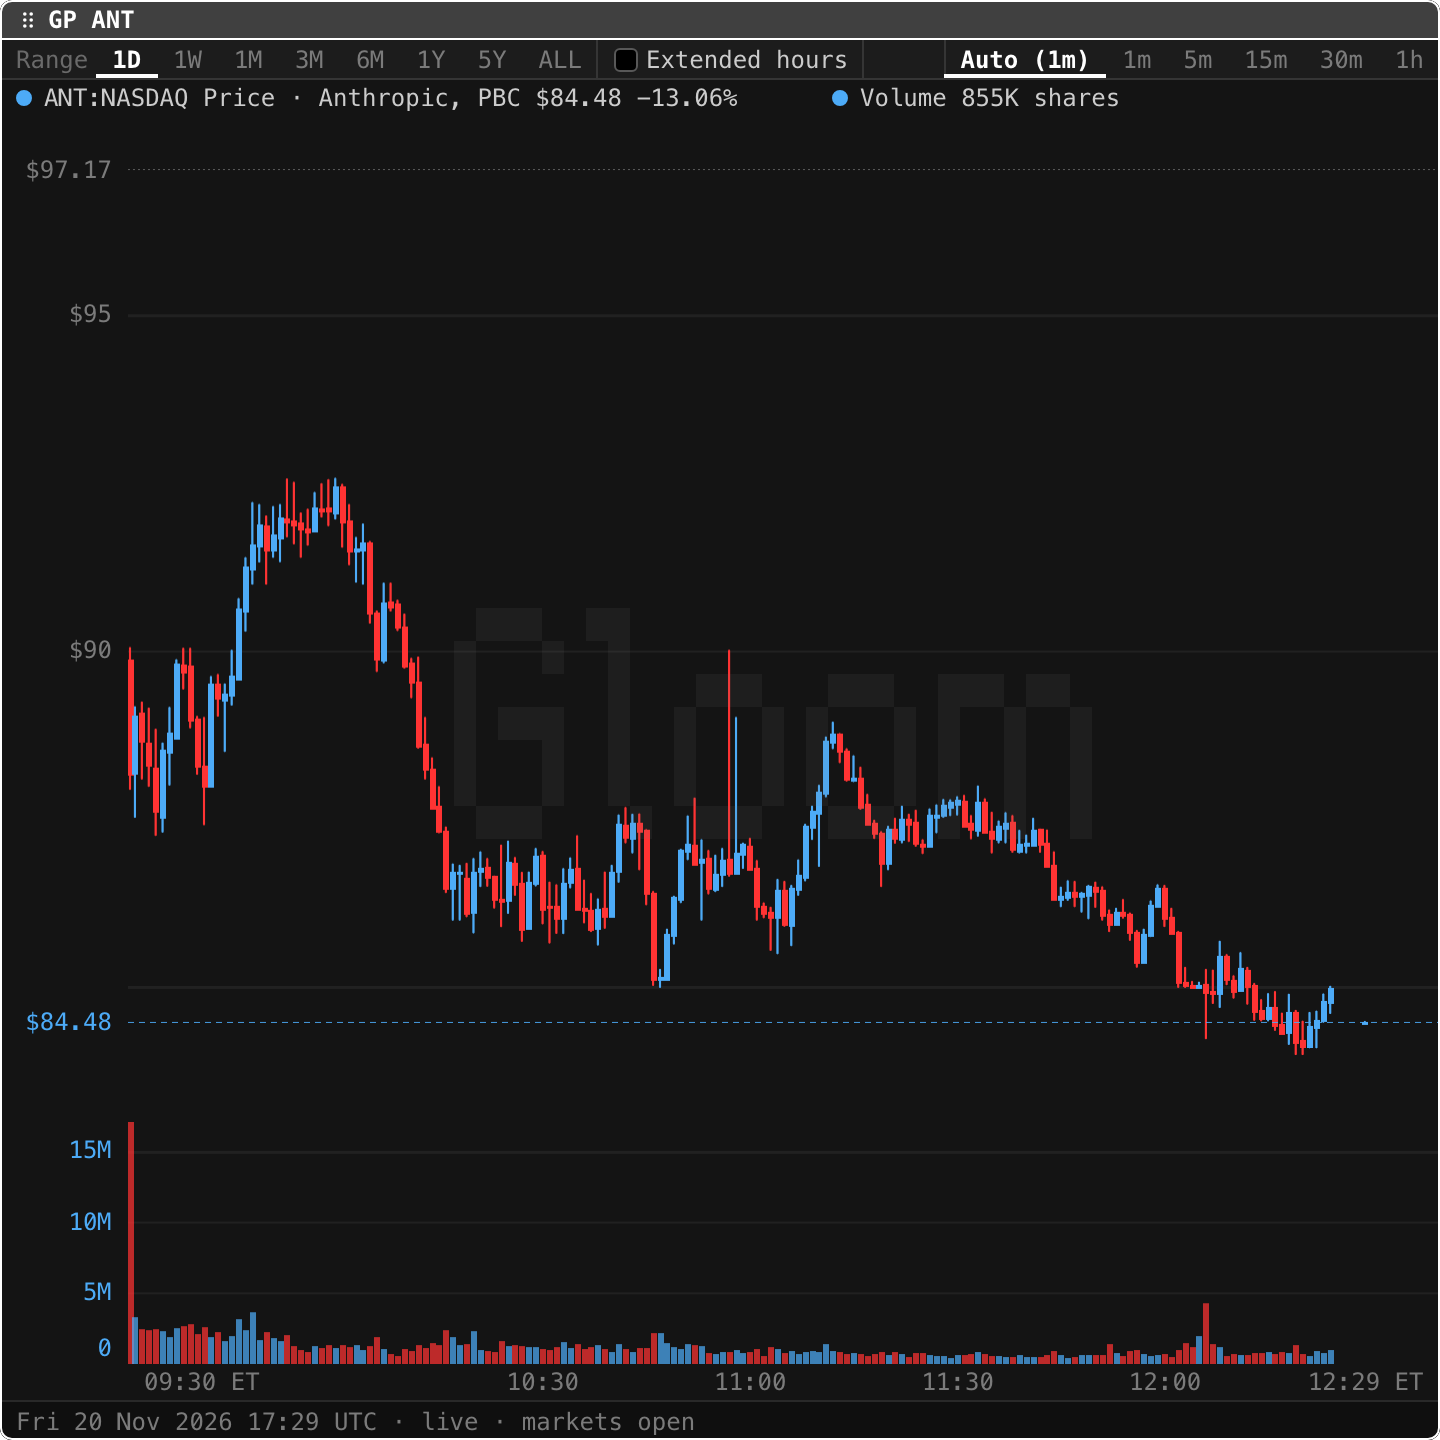 GP ANT
Range 1D 1W 1M 3M 6M 1Y 5Y ALL Extended hours Auto (1m) 1m 5m 15m 30m 1h
ANT:NASDAQ Price · Anthropic, PBC $84.48 −13.06% Volume 855K shares
$97.17
$95
$90
Gloom
$84.48
15M
10M
5M
0
09:30 ET 10:30 11:00 11:30 12:00 12:29 ET
Fri 20 Nov 2026 17:29 UTC · live · markets open